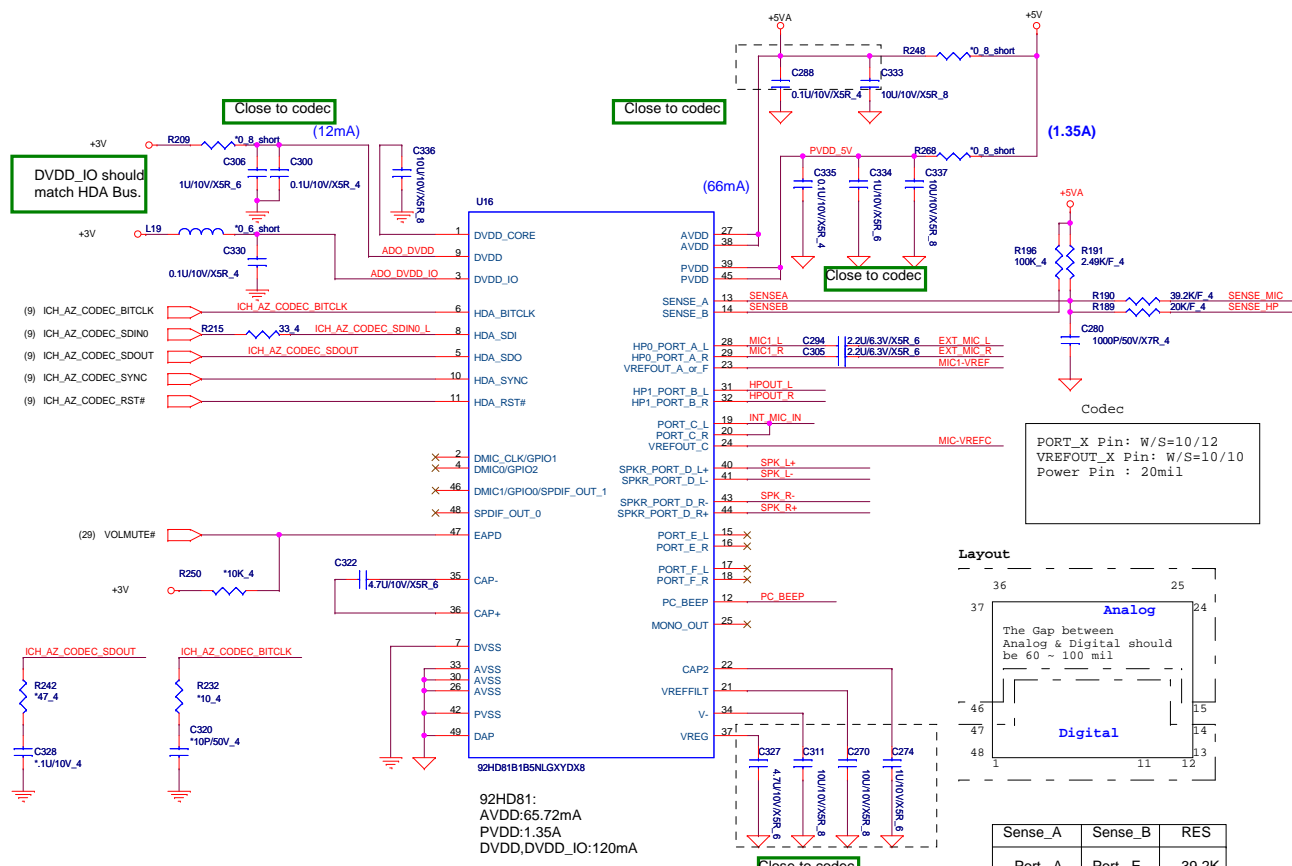 +5VA
+5V
R248
*0_8_short
C288
0.1U/10V/X5R_4
C333
10U/10V/X5R_8
Close to codec
Close to codec
(12mA)
(1.35A)
+3V
R209
*0_8_short
C306
1U/10V/X5R_6
C300
0.1U/10V/X5R_4
C336
10U/10V/X5R_8
DVDD_IO should
match HDA Bus.
PVDD_5V
R268
*0_8_short
(66mA)
C335
0.1U/10V/X5R_4
C334
1U/10V/X5R_6
C337
10U/10V/X5R_8
Close to codec
+3V
L19
*0_6_short
C330
0.1U/10V/X5R_4
ADO_DVDD
ADO_DVDD_IO
+5VA
R196
100K_4
R191
2.49K/F_4
U16
1 DVDD_CORE
9 DVDD
3 DVDD_IO
6 HDA_BITCLK
8 HDA_SDI
5 HDA_SDO
10 HDA_SYNC
11 HDA_RST#
2 DMIC_CLK/GPIO1
4 DMIC0/GPIO2
46 DMIC1/GPIO0/SPDIF_OUT_1
48 SPDIF_OUT_0
47 EAPD
35 CAP-
36 CAP+
7 DVSS
33 AVSS
30 AVSS
26 AVSS
42 PVSS
49 DAP
AVDD 27
AVDD 38
PVDD 39
PVDD 45
SENSE_A 13 SENSEA
SENSE_B 14 SENSEB
R190 39.2K/F_4 SENSE_MIC
R189 20K/F_4 SENSE_HP
C280
1000P/50V/X7R_4
HP0_PORT_A_L 28 MIC1_L C294 2.2U/6.3V/X5R_6 EXT_MIC_L
HP0_PORT_A_R 29 MIC1_R C305 2.2U/6.3V/X5R_6 EXT_MIC_R
VREFOUT_A_or_F 23 MIC1-VREF
HP1_PORT_B_L 31 HPOUT_L
HP1_PORT_B_R 32 HPOUT_R
PORT_C_L 19 INT_MIC_IN
PORT_C_R 20
VREFOUT_C 24 MIC-VREFC
SPKR_PORT_D_L+ 40 SPK_L+
SPKR_PORT_D_L- 41 SPK_L-
SPKR_PORT_D_R- 43 SPK_R-
SPKR_PORT_D_R+ 44 SPK_R+
PORT_E_L 15
PORT_E_R 16
PORT_F_L 17
PORT_F_R 18
PC_BEEP 12 PC_BEEP
MONO_OUT 25
CAP2 22
VREFFILT 21
V- 34
VREG 37
(9) ICH_AZ_CODEC_BITCLK ICH_AZ_CODEC_BITCLK
(9) ICH_AZ_CODEC_SDIN0 R215 33_4 ICH_AZ_CODEC_SDIN0_L
(9) ICH_AZ_CODEC_SDOUT ICH_AZ_CODEC_SDOUT
(9) ICH_AZ_CODEC_SYNC
(9) ICH_AZ_CODEC_RST#
(29) VOLMUTE#
R250 *10K_4
+3V
C322
4.7U/10V/X5R_6
ICH_AZ_CODEC_SDOUT
R242
*47_4
C328
*.1U/10V_4
ICH_AZ_CODEC_BITCLK
R232
*10_4
C320
*10P/50V_4
92HD81B1B5NLGXYDX8
92HD81:
AVDD:65.72mA
PVDD:1.35A
DVDD,DVDD_IO:120mA
C327
4.7U/10V/X5R_6
C311
10U/10V/X5R_8
C270
10U/10V/X5R_8
C274
1U/10V/X5R_6
Close to codec
Codec
PORT_X Pin: W/S=10/12
VREFOUT_X Pin: W/S=10/10
Power Pin : 20mil
Layout
36 25
37 Analog 24
The Gap between
Analog & Digital should
be 60 ~ 100 mil
46 15
47 Digital 14
48 13
1 11 12
Sense_A Sense_B RES
Port_A Port_E 39.2K